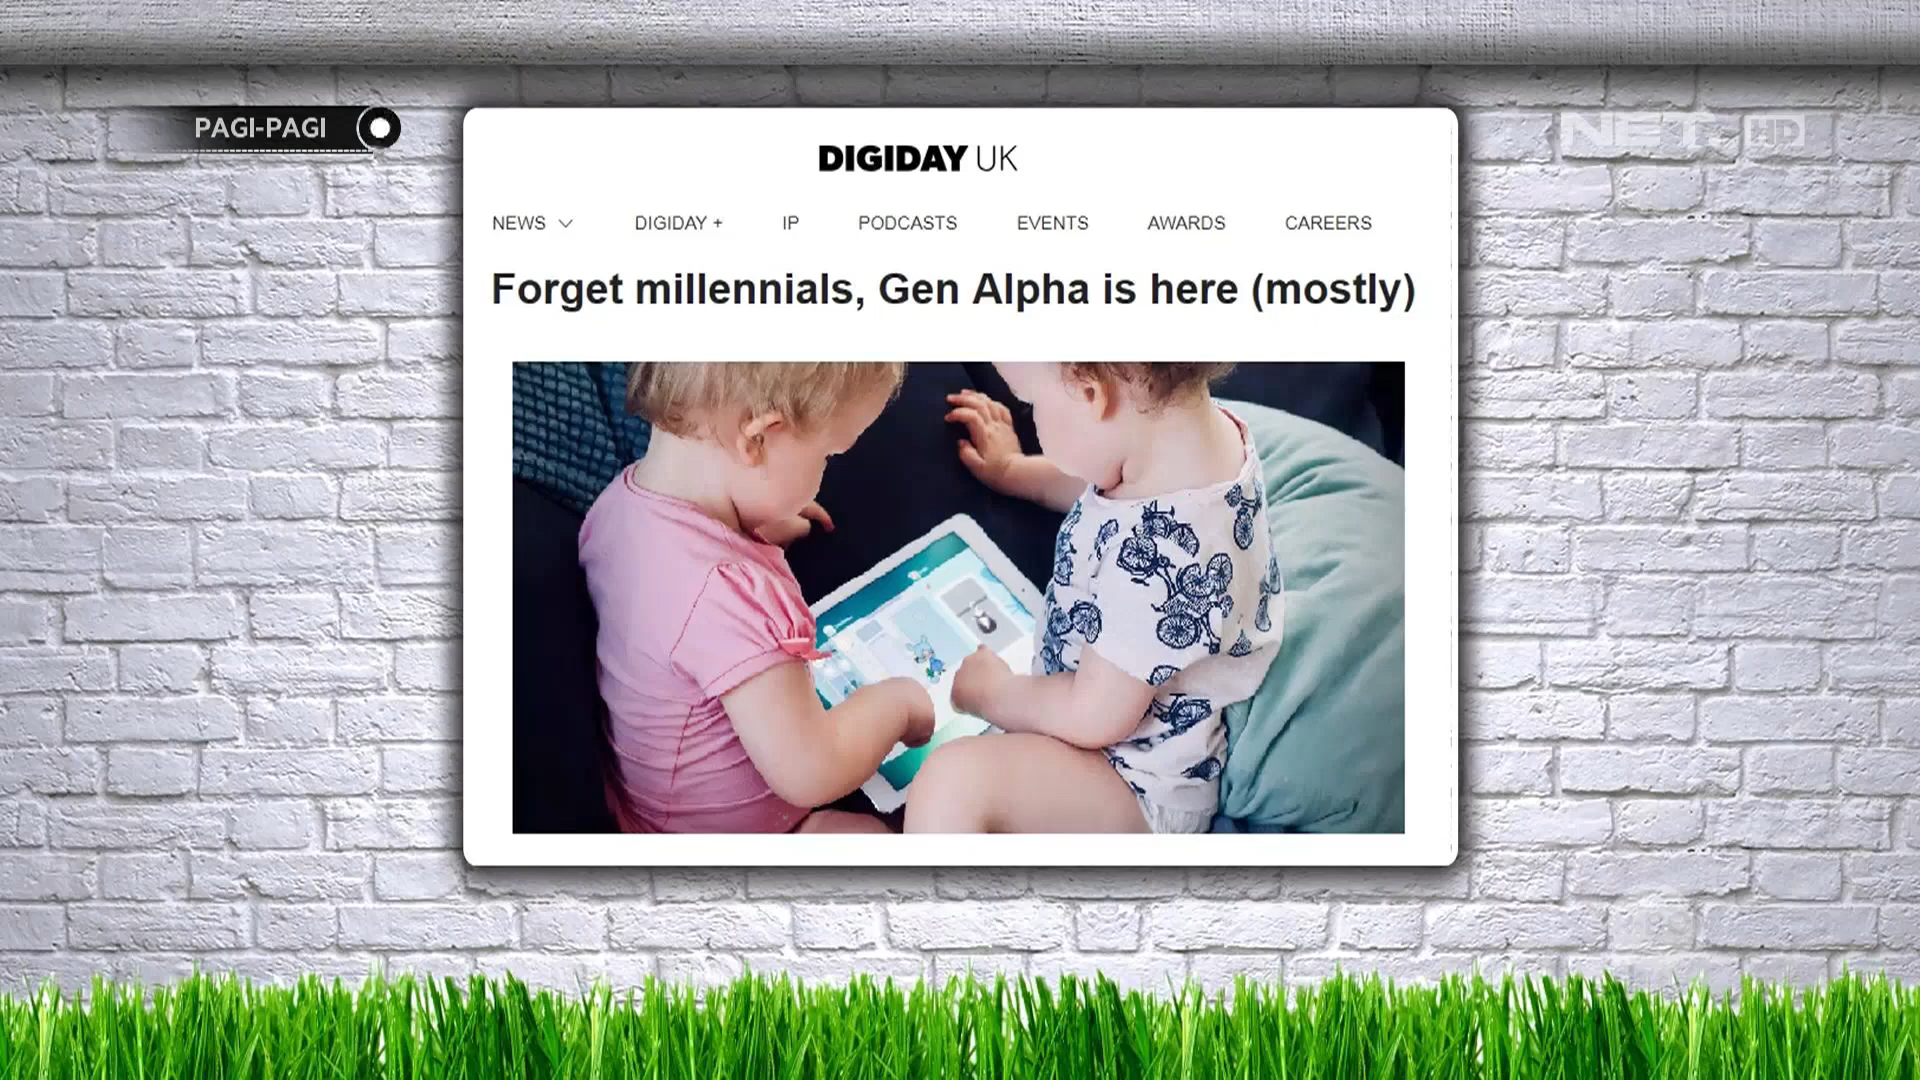 PAGI-PAGI
NET. HD
DIGIDAY UK
NEWS DIGIDAY + IP PODCASTS EVENTS AWARDS CAREERS
Forget millennials, Gen Alpha is here (mostly)